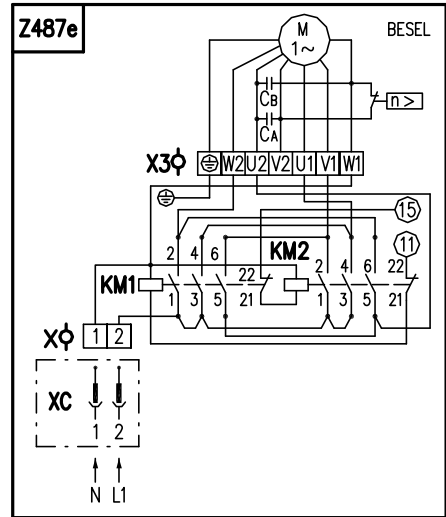 Z487e
BESEL
M
1~
CB
n>
CA
X3 W2 U2 V2 U1 V1 W1
15
11
2 4 6
KM2
22
2 4 6 22
KM1
1 3 5 21
1 3 5 21
X 1 2
XC
1 2
N L1